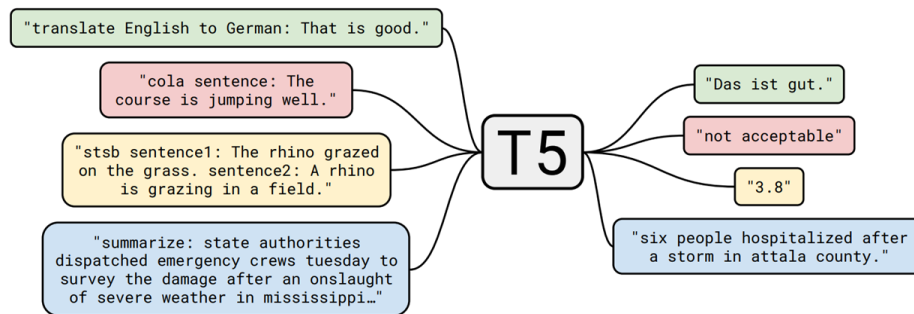 "translate English to German: That is good."
"cola sentence: The
course is jumping well."
"stsb sentence1: The rhino grazed
on the grass. sentence2: A rhino
is grazing in a field."
"summarize: state authorities
dispatched emergency crews tuesday to
survey the damage after an onslaught
of severe weather in mississippi…"
T5
"Das ist gut."
"not acceptable"
"3.8"
"six people hospitalized after
a storm in attala county."